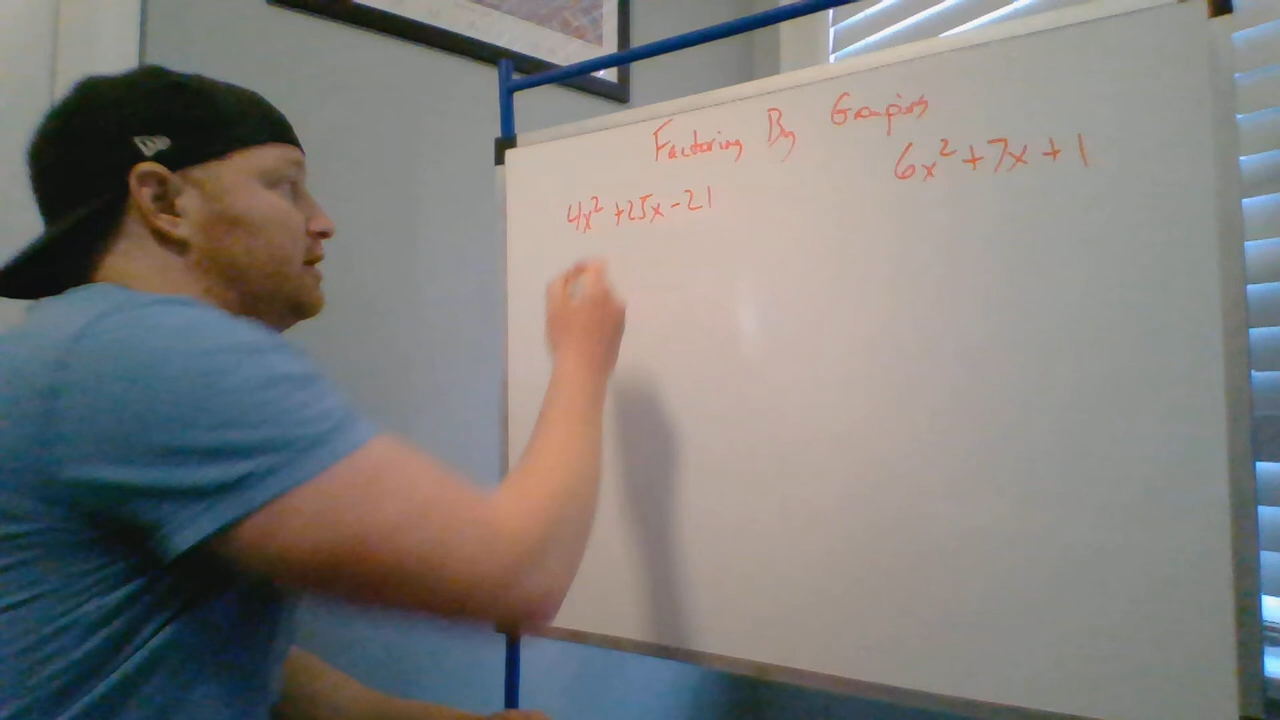 Factoring By Grouping
4x² + 25x - 21
6x² + 7x + 1